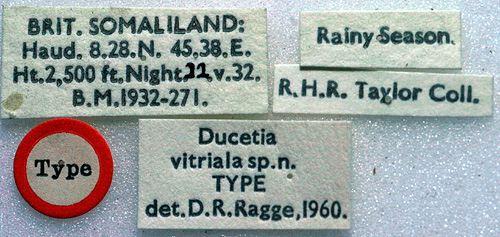 BRIT. SOMALILAND:
Haud. 8.28.N. 45.38.E.
Ht.2,500 ft.Night 22 v.32.
B.M.1932-271.
Rainy Season.
R.H.R. Taylor Coll.
Type
Ducetia
vitriala sp.n.
TYPE
det.D.R.Ragge,1960.